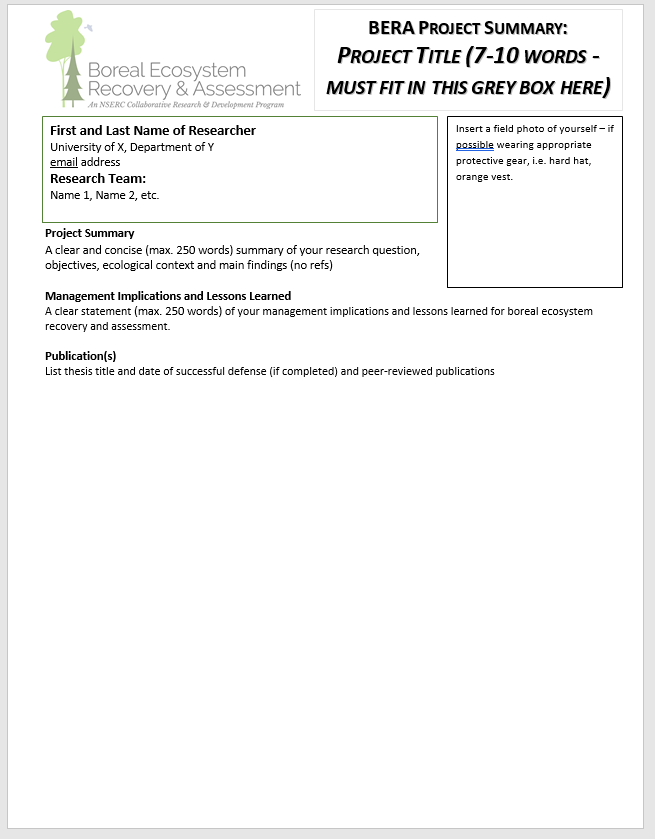 Boreal Ecosystem
Recovery & Assessment
An NSERC Collaborative Research & Development Program
BERA PROJECT SUMMARY:
PROJECT TITLE (7-10 WORDS -
MUST FIT IN THIS GREY BOX HERE)
First and Last Name of Researcher
University of X, Department of Y
email address
Research Team:
Name 1, Name 2, etc.
Insert a field photo of yourself – if
possible wearing appropriate
protective gear, i.e. hard hat,
orange vest.
Project Summary
A clear and concise (max. 250 words) summary of your research question,
objectives, ecological context and main findings (no refs)
Management Implications and Lessons Learned
A clear statement (max. 250 words) of your management implications and lessons learned for boreal ecosystem
recovery and assessment.
Publication(s)
List thesis title and date of successful defense (if completed) and peer-reviewed publications